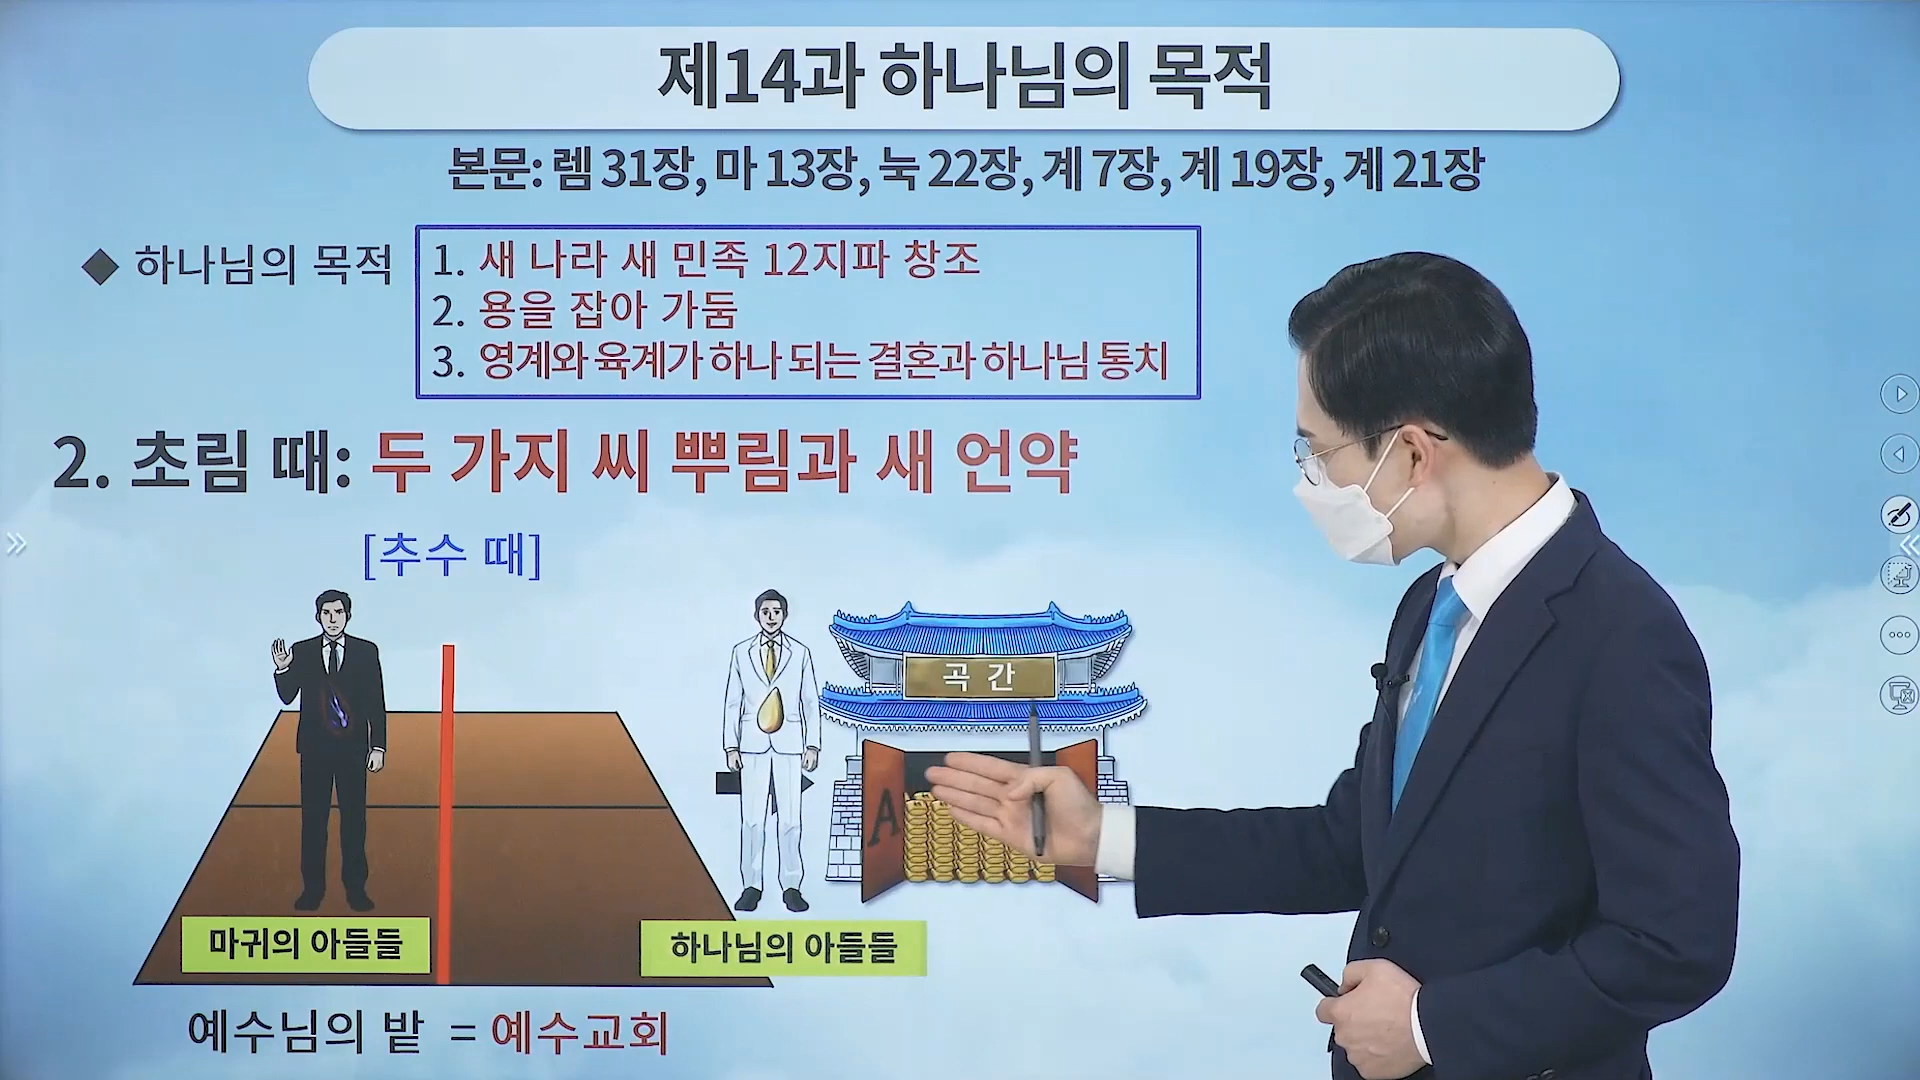 제14과 하나님의 목적
본문: 렘 31장, 마 13장, 눅 22장, 계 7장, 계 19장, 계 21장
◆ 하나님의 목적
1. 새 나라 새 민족 12지파 창조
2. 용을 잡아 가둠
3. 영계와 육계가 하나 되는 결혼과 하나님 통치
2. 초림 때: 두 가지 씨 뿌림과 새 언약
[추수 때]
곡간
A
마귀의 아들들
하나님의 아들들
예수님의 밭 = 예수교회